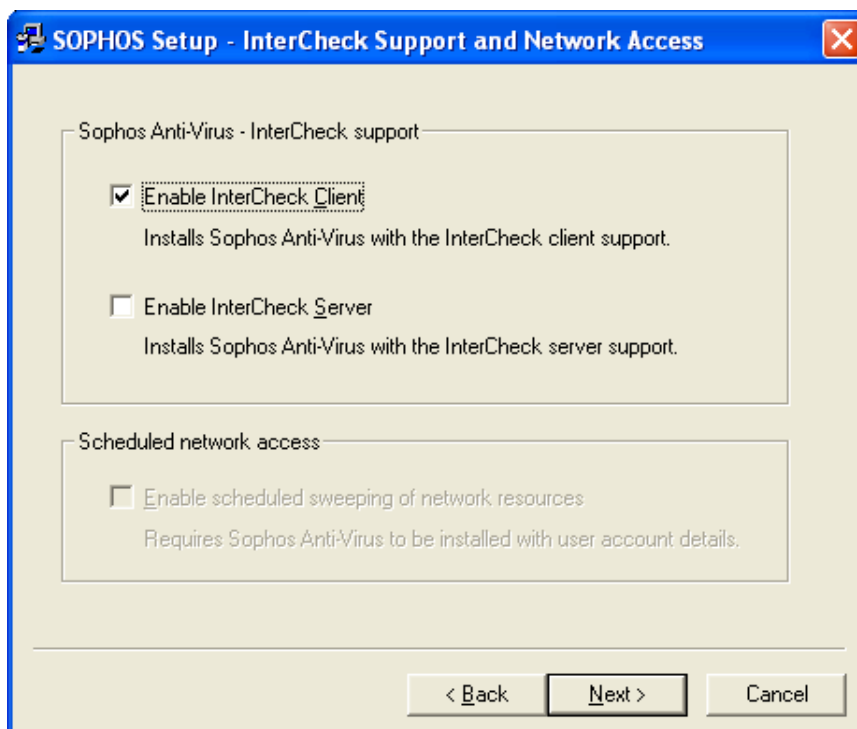 SOPHOS Setup - InterCheck Support and Network Access
Sophos Anti-Virus - InterCheck support
Enable InterCheck Client
Installs Sophos Anti-Virus with the InterCheck client support.
Enable InterCheck Server
Installs Sophos Anti-Virus with the InterCheck server support.
Scheduled network access
Enable scheduled sweeping of network resources
Requires Sophos Anti-Virus to be installed with user account details.
< Back Next > Cancel